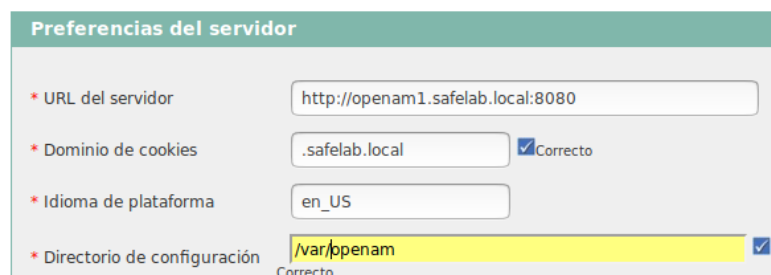 Preferencias del servidor
* URL del servidor http://openam1.safelab.local:8080
* Dominio de cookies .safelab.local Correcto
* Idioma de plataforma en_US
* Directorio de configuración /var/openam
Correcto